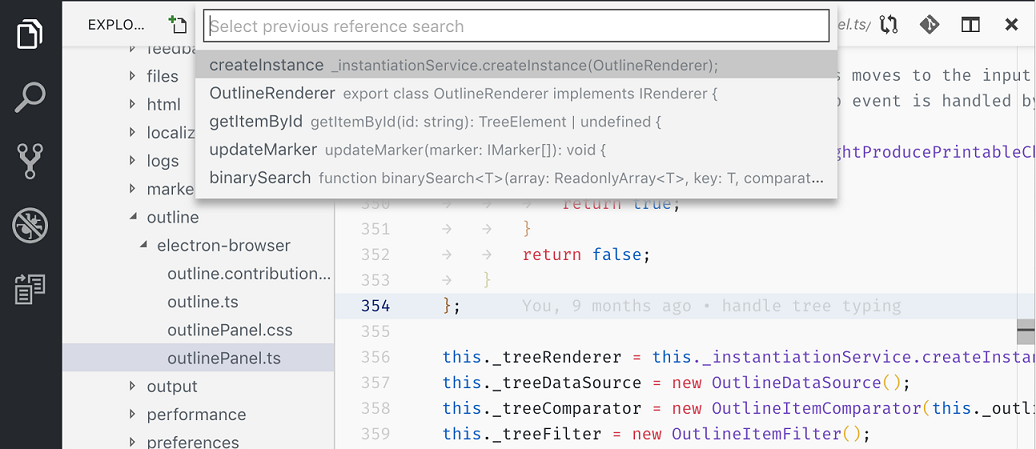 EXPLO...
Select previous reference search
el.ts/
createInstance _instantiationService.createInstance(OutlineRenderer);
OutlineRenderer export class OutlineRenderer implements IRenderer {
getItemById getItemById(id: string): TreeElement | undefined {
updateMarker updateMarker(marker: IMarker[]): void {
binarySearch function binarySearch<T>(array: ReadonlyArray<T>, key: T, comparat...
feedba
files
html
localiz
logs
marke
outline
electron-browser
outline.contribution...
outline.ts
outlinePanel.css
outlinePanel.ts
output
performance
preferences
s moves to the input
o event is handled by
ghtProducePrintableCh
350 return true;
351 }
352 return false;
353 }
354 }; You, 9 months ago • handle tree typing
355
356 this._treeRenderer = this._instantiationService.createInstan
357 this._treeDataSource = new OutlineDataSource();
358 this._treeComparator = new OutlineItemComparator(this._outli
359 this._treeFilter = new OutlineItemFilter();